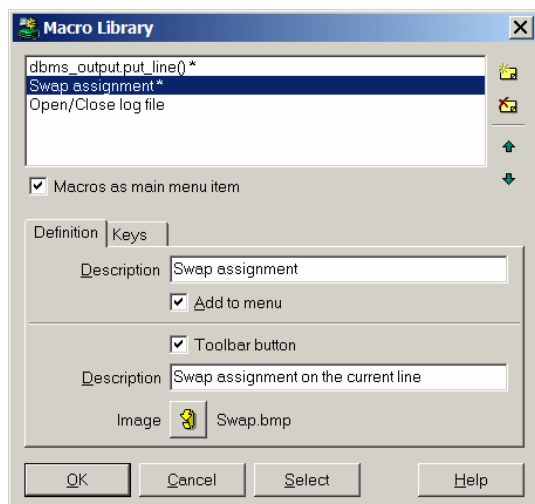 Macro Library
dbms_output.put_line() *
Swap assignment *
Open/Close log file
Macros as main menu item
Definition Keys
Description Swap assignment
Add to menu
Toolbar button
Description Swap assignment on the current line
Image Swap.bmp
OK Cancel Select Help